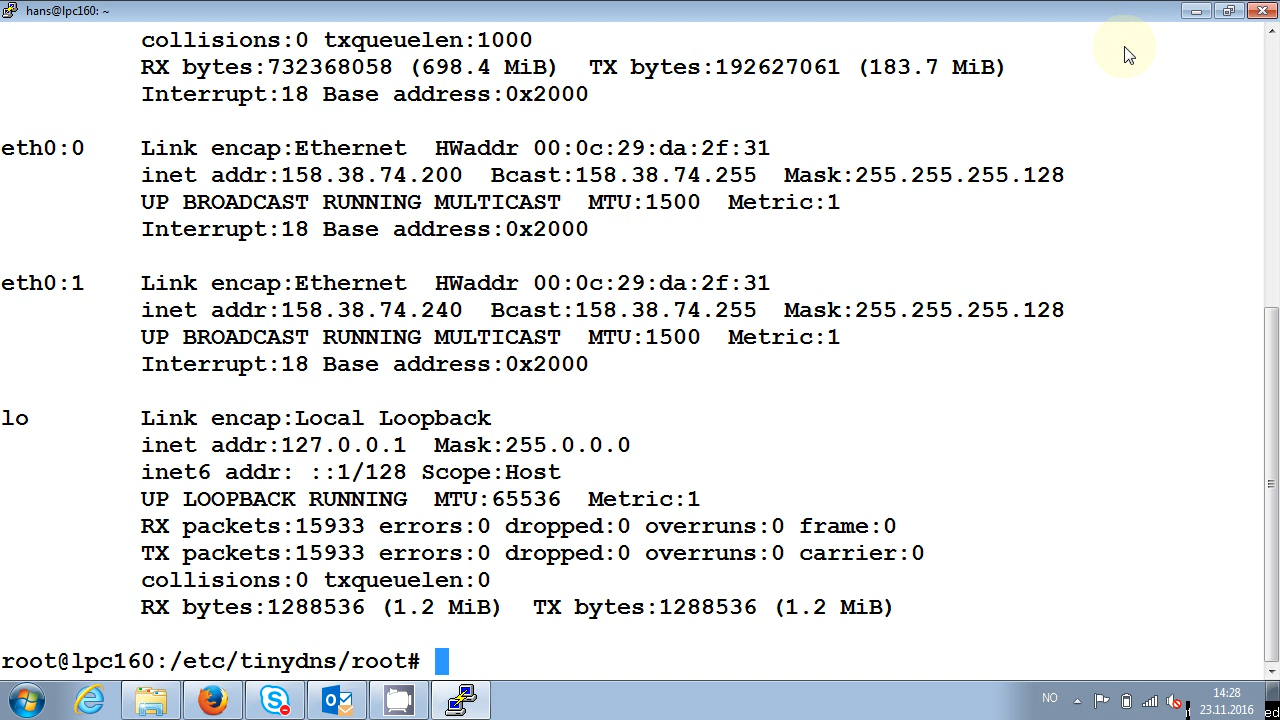 hans@lpc160: ~
collisions:0 txqueuelen:1000
RX bytes:732368058 (698.4 MiB)  TX bytes:192627061 (183.7 MiB)
Interrupt:18 Base address:0x2000
eth0:0    Link encap:Ethernet  HWaddr 00:0c:29:da:2f:31
inet addr:158.38.74.200  Bcast:158.38.74.255  Mask:255.255.255.128
UP BROADCAST RUNNING MULTICAST  MTU:1500  Metric:1
Interrupt:18 Base address:0x2000
eth0:1    Link encap:Ethernet  HWaddr 00:0c:29:da:2f:31
inet addr:158.38.74.240  Bcast:158.38.74.255  Mask:255.255.255.128
UP BROADCAST RUNNING MULTICAST  MTU:1500  Metric:1
Interrupt:18 Base address:0x2000
lo        Link encap:Local Loopback
inet addr:127.0.0.1  Mask:255.0.0.0
inet6 addr: ::1/128 Scope:Host
UP LOOPBACK RUNNING  MTU:65536  Metric:1
RX packets:15933 errors:0 dropped:0 overruns:0 frame:0
TX packets:15933 errors:0 dropped:0 overruns:0 carrier:0
collisions:0 txqueuelen:0
RX bytes:1288536 (1.2 MiB)  TX bytes:1288536 (1.2 MiB)
root@lpc160:/etc/tinydns/root#
NO
14:28
23.11.2016